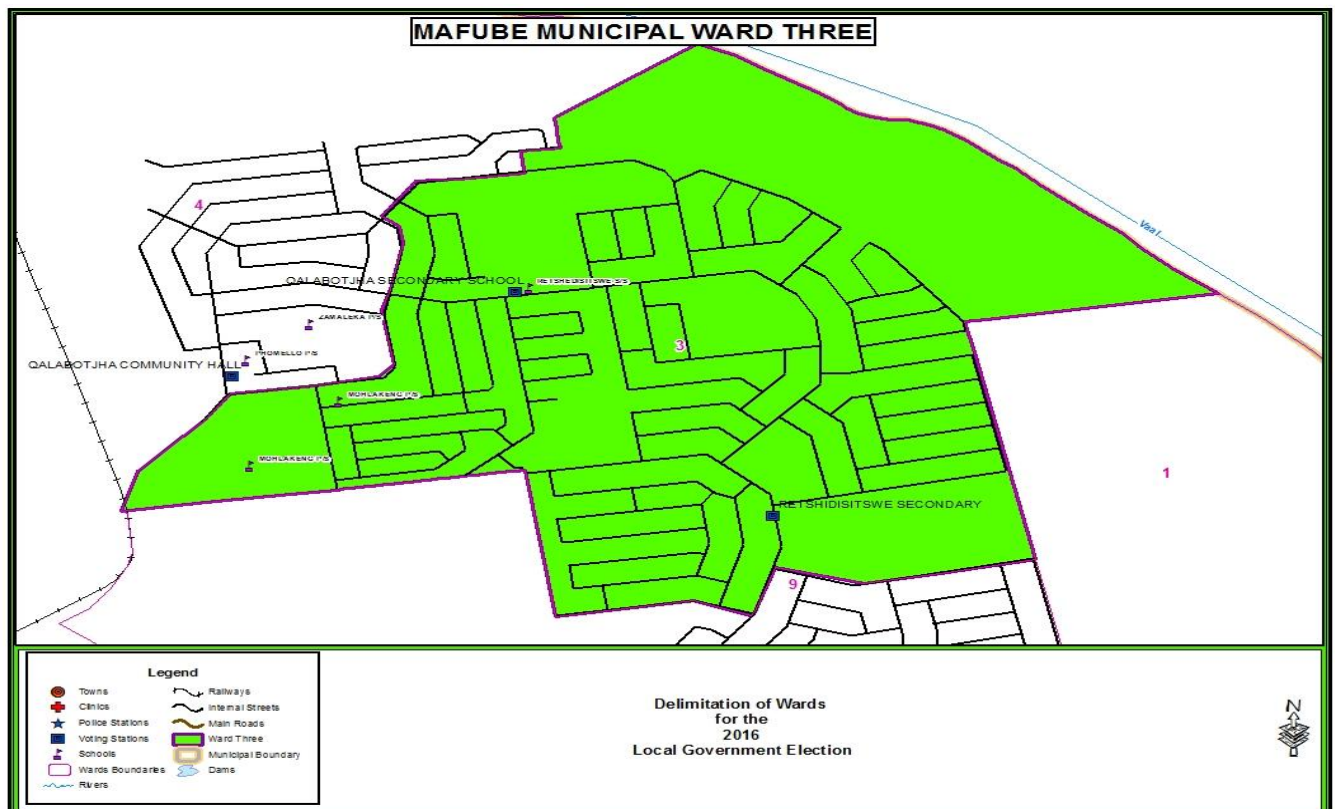 MAFUBE MUNICIPAL WARD THREE
Vaal
4
QALABOTJHA SECONDARY SCHOOL
RETSHEDISITSWE S/S
ZAMALEKA P/S
3
PHOMELLO P/S
QALABOTJHA COMMUNITY HALL
MOHLAKENG P/S
MOHLAKENG P/S
1
RETSHIDISITSWE SECONDARY
9
Legend
Towns
Clinics
Police Stations
Voting Stations
Schools
Wards Boundaries
Rivers
Railways
Internal Streets
Main Roads
Ward Three
Municipal Boundary
Dams
Delimitation of Wards
for the
2016
Local Government Election
N